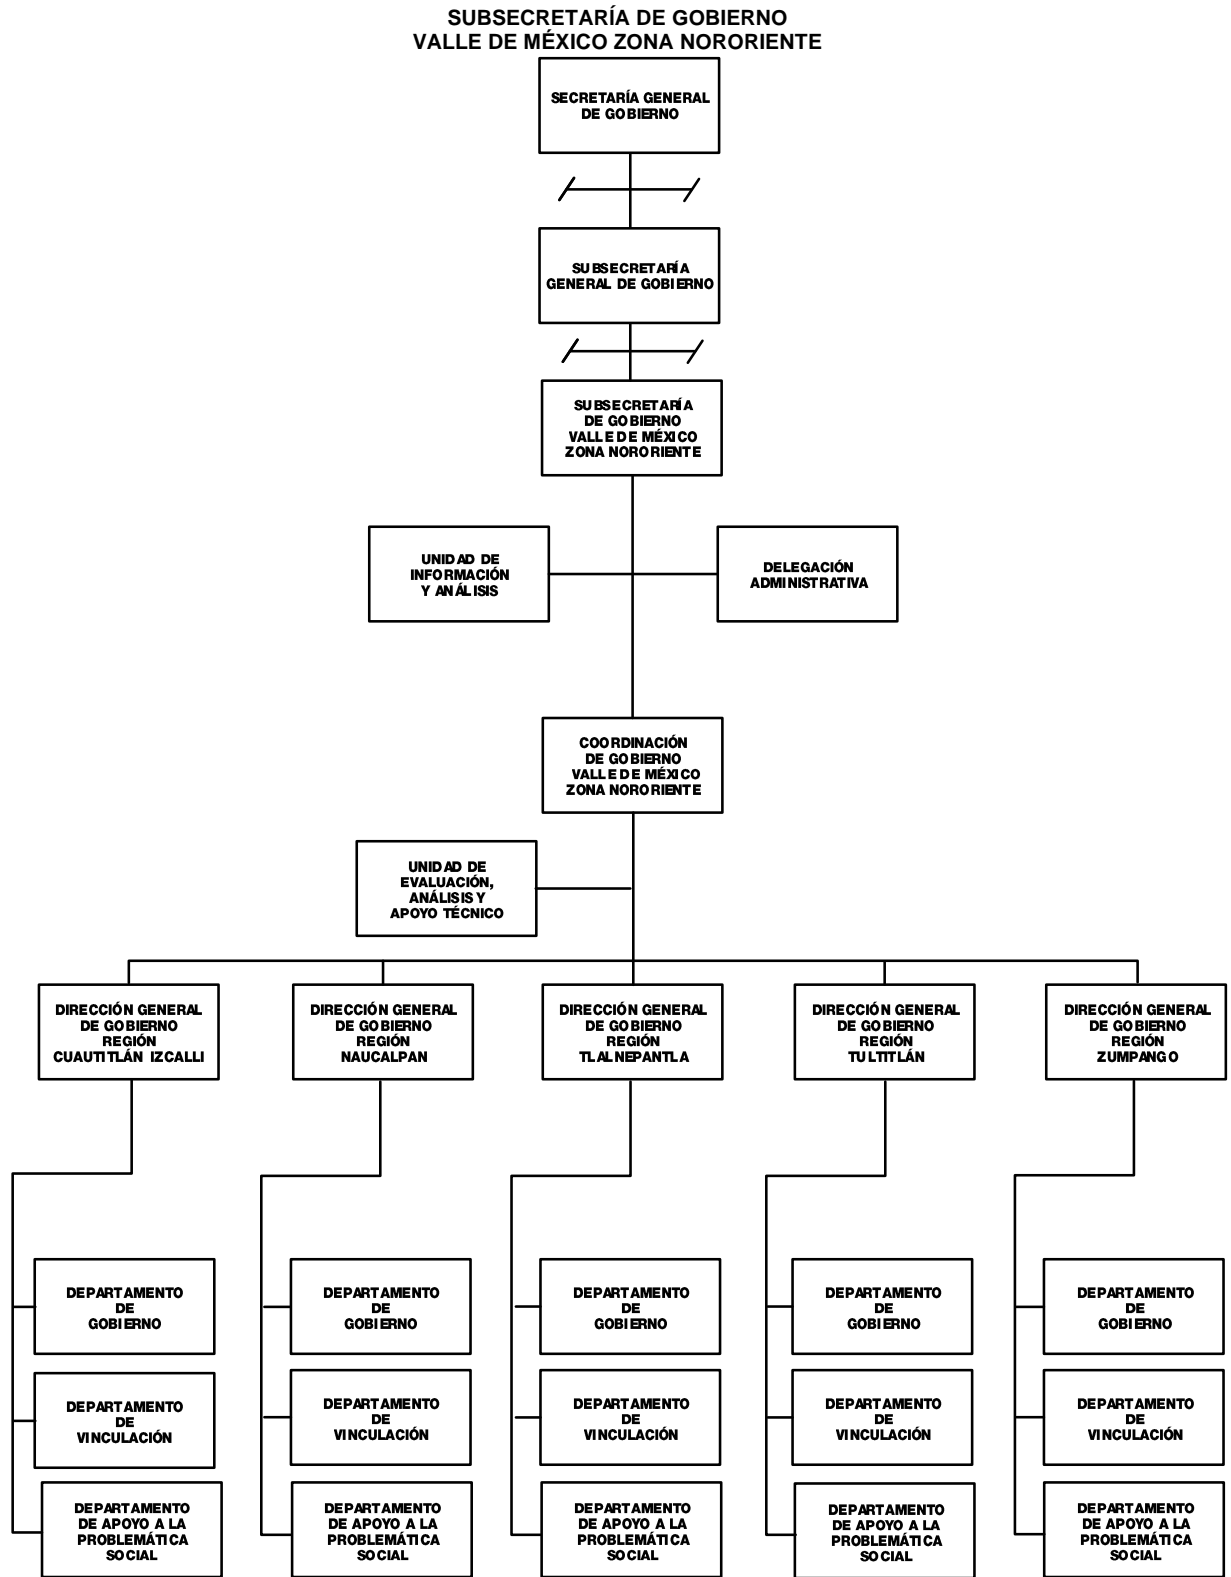 SUBSECRETARÍA DE GOBIERNO
VALLE DE MÉXICO ZONA NORORIENTE
SECRETARÍA GENERAL
DE GOBIERNO
SUBSECRETARÍA
GENERAL DE GOBIERNO
SUBSECRETARÍA
DE GOBIERNO
VALLE DE MÉXICO
ZONA NORORIENTE
UNIDAD DE
INFORMACIÓN
Y ANÁLISIS
DELEGACIÓN
ADMINISTRATIVA
COORDINACIÓN
DE GOBIERNO
VALLE DE MÉXICO
ZONA NORORIENTE
UNIDAD DE
EVALUACIÓN,
ANÁLISIS Y
APOYO TÉCNICO
DIRECCIÓN GENERAL
DE GOBIERNO
REGIÓN
CUAUTITLÁN IZCALLI
DIRECCIÓN GENERAL
DE GOBIERNO
REGIÓN
NAUCALPAN
DIRECCIÓN GENERAL
DE GOBIERNO
REGIÓN
TLALNEPANTLA
DIRECCIÓN GENERAL
DE GOBIERNO
REGIÓN
TULTITLÁN
DIRECCIÓN GENERAL
DE GOBIERNO
REGIÓN
ZUMPANGO
DEPARTAMENTO
DE
GOBIERNO
DEPARTAMENTO
DE
GOBIERNO
DEPARTAMENTO
DE
GOBIERNO
DEPARTAMENTO
DE
GOBIERNO
DEPARTAMENTO
DE
GOBIERNO
DEPARTAMENTO
DE
VINCULACIÓN
DEPARTAMENTO
DE
VINCULACIÓN
DEPARTAMENTO
DE
VINCULACIÓN
DEPARTAMENTO
DE
VINCULACIÓN
DEPARTAMENTO
DE
VINCULACIÓN
DEPARTAMENTO
DE APOYO A LA
PROBLEMÁTICA
SOCIAL
DEPARTAMENTO
DE APOYO A LA
PROBLEMÁTICA
SOCIAL
DEPARTAMENTO
DE APOYO A LA
PROBLEMÁTICA
SOCIAL
DEPARTAMENTO
DE APOYO A LA
PROBLEMÁTICA
SOCIAL
DEPARTAMENTO
DE APOYO A LA
PROBLEMÁTICA
SOCIAL